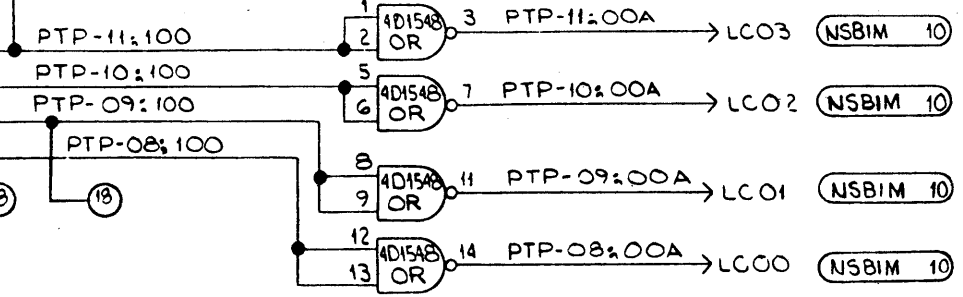 1 4D1548 3 PTP-11:00A LC03 NSBIM 10
PTP-11:100 2 OR
PTP-10:100 5 4D1548 7 PTP-10:00A LC02 NSBIM 10
PTP-09:100 6 OR
PTP-08:100
8 4D1548 11 PTP-09:00A LC01 NSBIM 10
18 9 OR
12 4D1548 14 PTP-08:00A LC00 NSBIM 10
13 OR